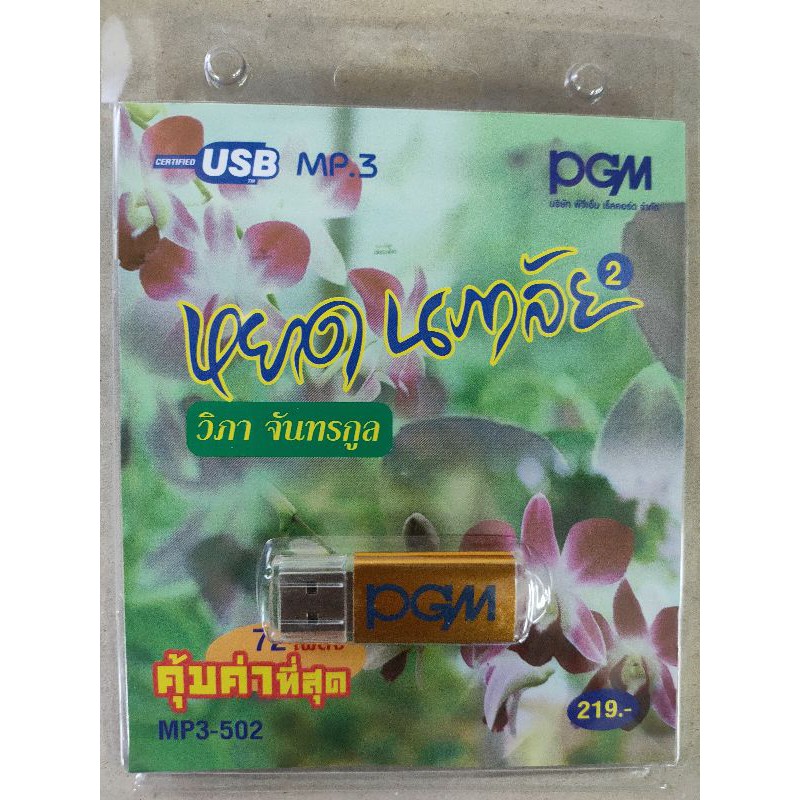 CERTIFIED USB TM MP.3
PGM
บริษัท พีจีเอ็ม เร็คคอร์ด จำกัด
หยาด นภาลัย 2
วิภา จันทรกูล
PGM
72 เพลง
คุ้มค่าที่สุด
219.-
MP3-502